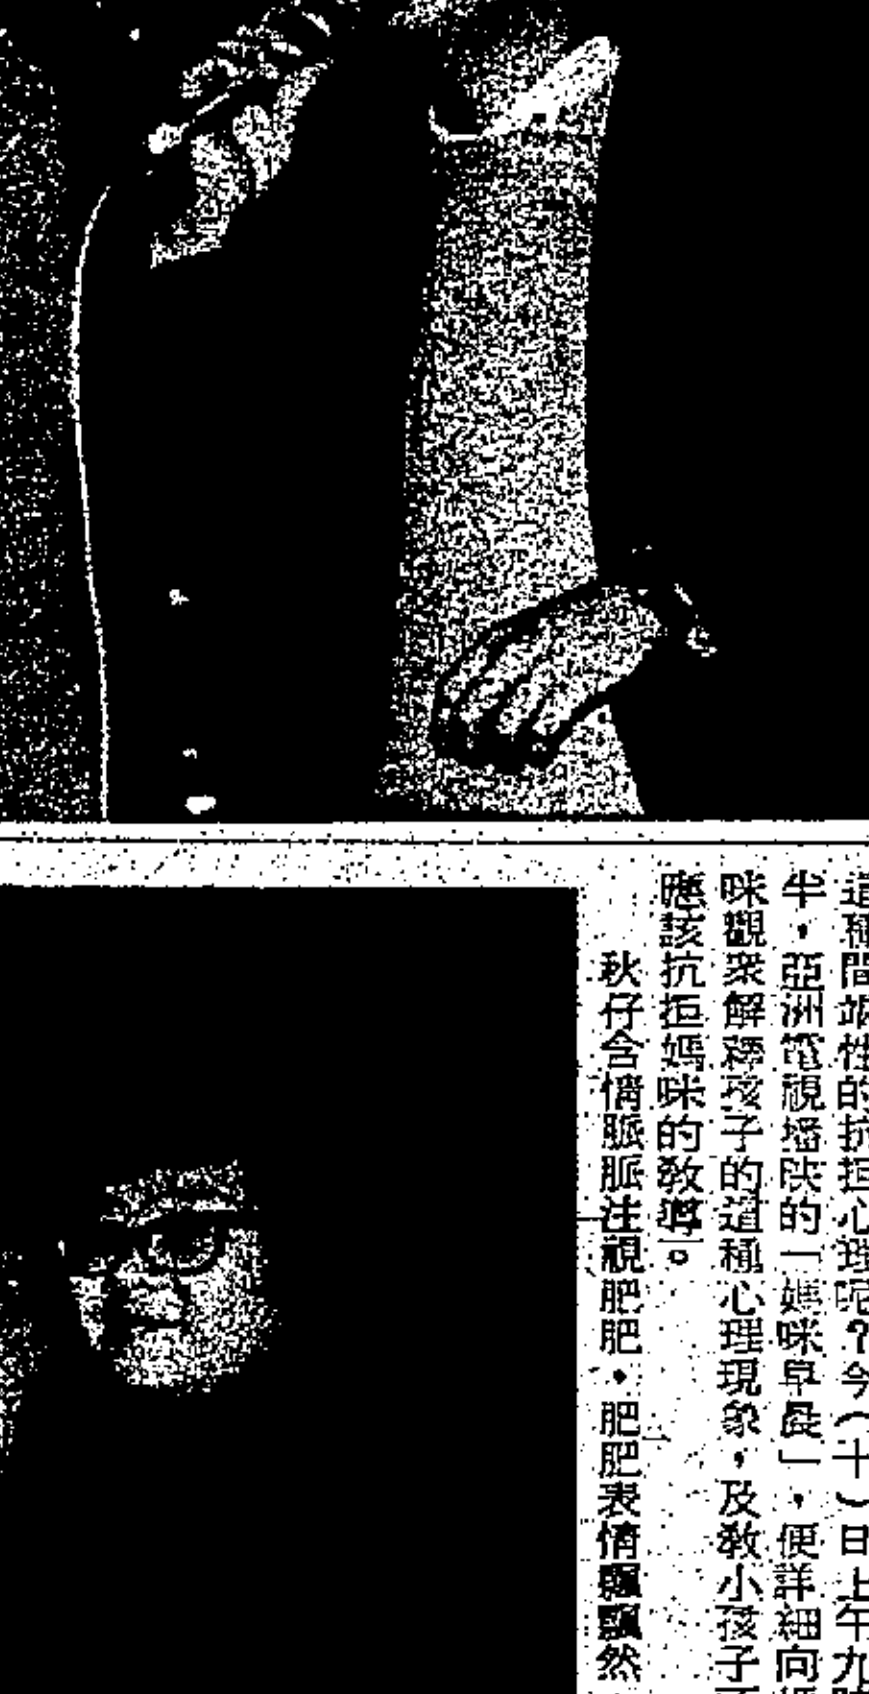 這種間歇性的抗拒心理呢？今（十）日上午九時
半，亞洲電視播映的「媽咪早晨」，便詳細向媽
咪觀衆解釋孩子的這種心理現象，及教小孩子不
應該抗拒媽咪的教導。
秋仔含情脈脈注視肥肥，肥肥表情飄飄然